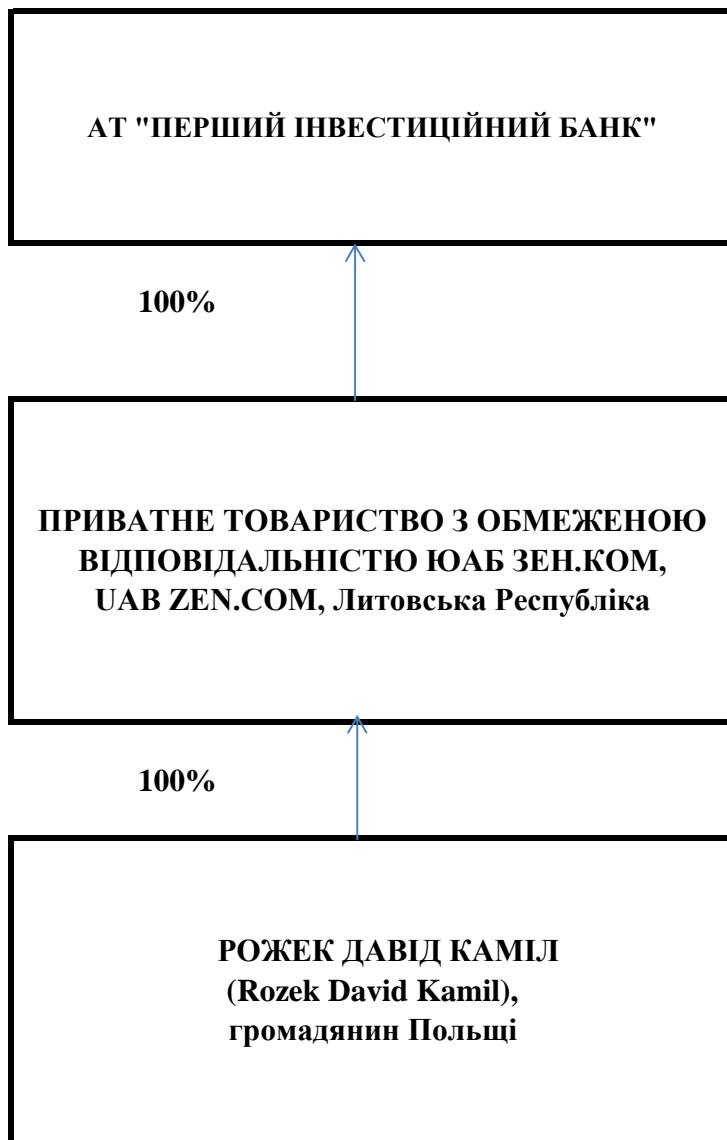 АТ "ПЕРШИЙ ІНВЕСТИЦІЙНИЙ БАНК"
100%
ПРИВАТНЕ ТОВАРИСТВО З ОБМЕЖЕНОЮ
ВІДПОВІДАЛЬНІСТЮ ЮАБ ЗЕН.КОМ,
UAB ZEN.COM, Литовська Республіка
100%
РОЖЕК ДАВІД КАМІЛ
(Rozek David Kamil),
громадянин Польщі